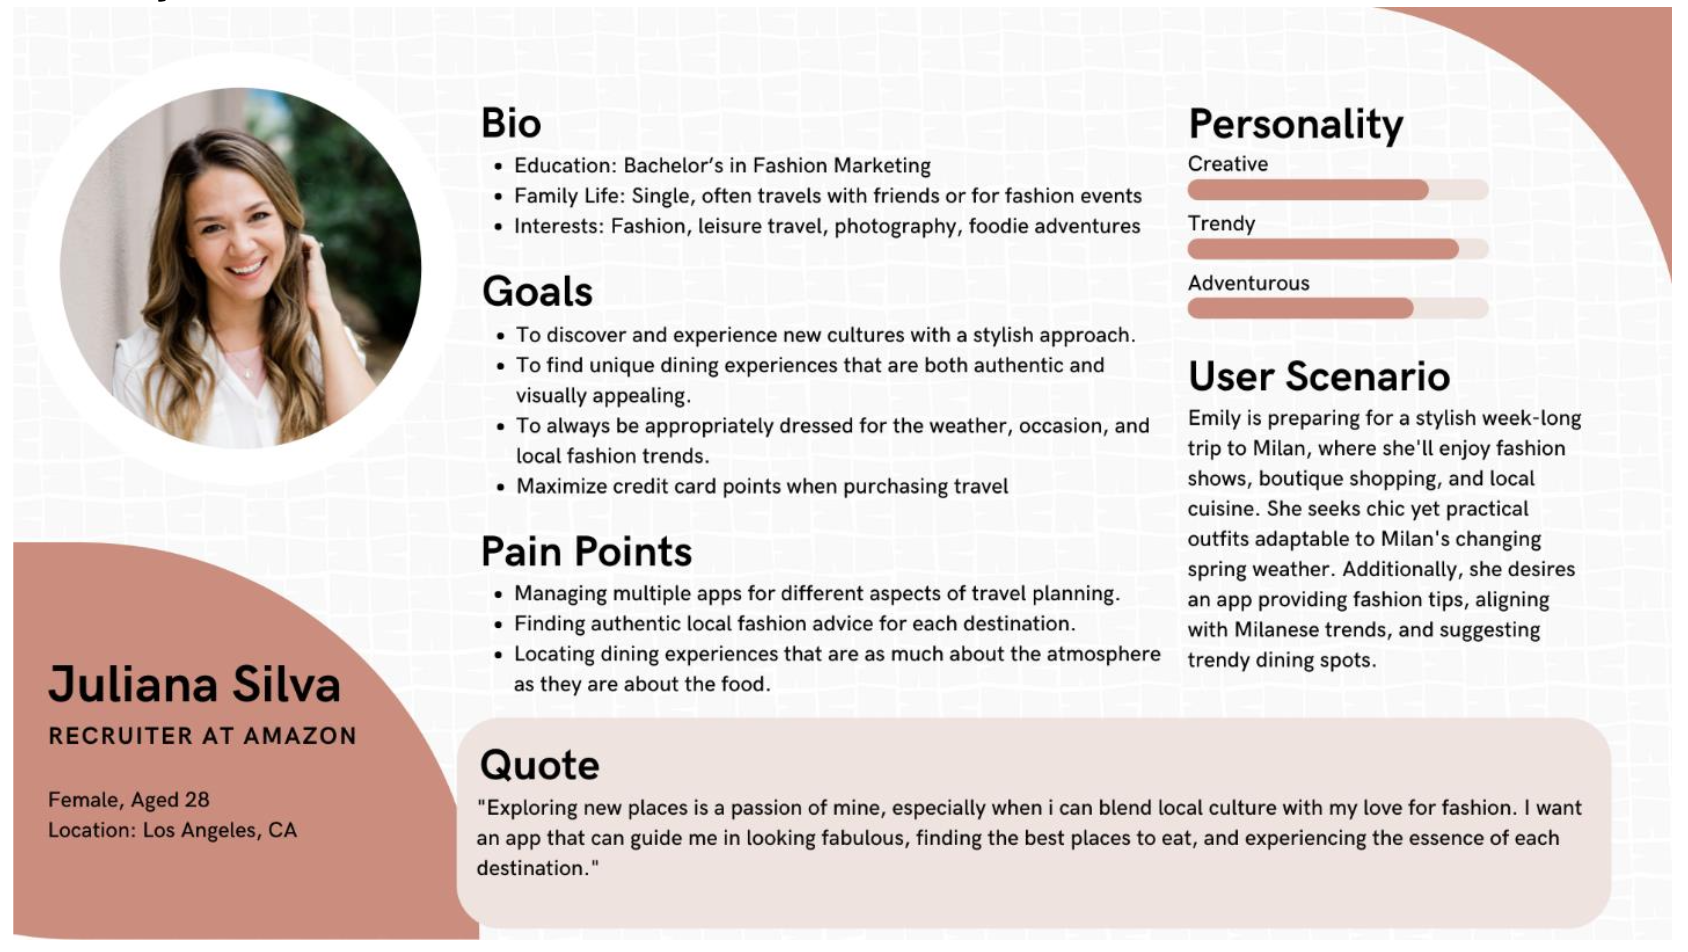 Bio
• Education: Bachelor's in Fashion Marketing
• Family Life: Single, often travels with friends or for fashion events
• Interests: Fashion, leisure travel, photography, foodie adventures
Goals
• To discover and experience new cultures with a stylish approach.
• To find unique dining experiences that are both authentic and
visually appealing.
• To always be appropriately dressed for the weather, occasion, and
local fashion trends.
• Maximize credit card points when purchasing travel
Pain Points
• Managing multiple apps for different aspects of travel planning.
• Finding authentic local fashion advice for each destination.
• Locating dining experiences that are as much about the atmosphere
as they are about the food.
Personality
Creative
Trendy
Adventurous
User Scenario
Emily is preparing for a stylish week-long
trip to Milan, where she'll enjoy fashion
shows, boutique shopping, and local
cuisine. She seeks chic yet practical
outfits adaptable to Milan's changing
spring weather. Additionally, she desires
an app providing fashion tips, aligning
with Milanese trends, and suggesting
trendy dining spots.
Juliana Silva
RECRUITER AT AMAZON
Female, Aged 28
Location: Los Angeles, CA
Quote
"Exploring new places is a passion of mine, especially when i can blend local culture with my love for fashion. I want
an app that can guide me in looking fabulous, finding the best places to eat, and experiencing the essence of each
destination."